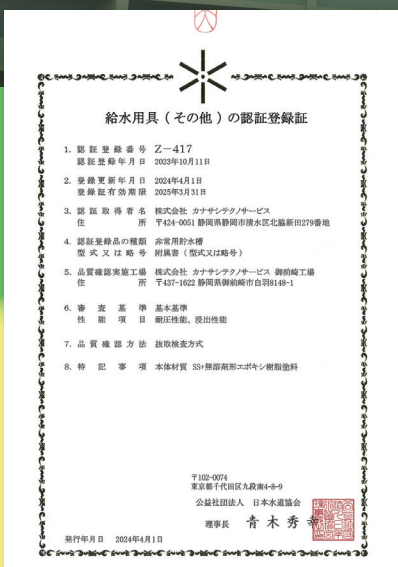 給水用具(その他)の認証登録証
1. 認証登録番号 Z-417
認証登録年月日 2023年10月11日
2. 登録更新年月日 2024年4月1日
登録証有効期限 2025年3月31日
3. 認証取得者名 株式会社 カナサシテクノサービス
住所 〒424-0051 静岡県静岡市清水区北脇新田279番地
4. 認証登録品の種類 非常用貯水槽
型式又は略号 附属書(型式又は略号)
5. 品質確認実施工場 株式会社 カナサシテクノサービス 御前崎工場
住所 〒437-1622 静岡県御前崎市白羽8148-1
6. 審査基準 基本基準
性能項目 耐圧性能、浸出性能
7. 品質確認方法 抜取検査方式
8. 特記事項 本体材質 SS+無溶剤形エポキシ樹脂塗料
〒102-0074
東京都千代田区九段南4-8-9
公益社団法人 日本水道協会
理事長 青木秀幸
発行年月日 2024年4月1日